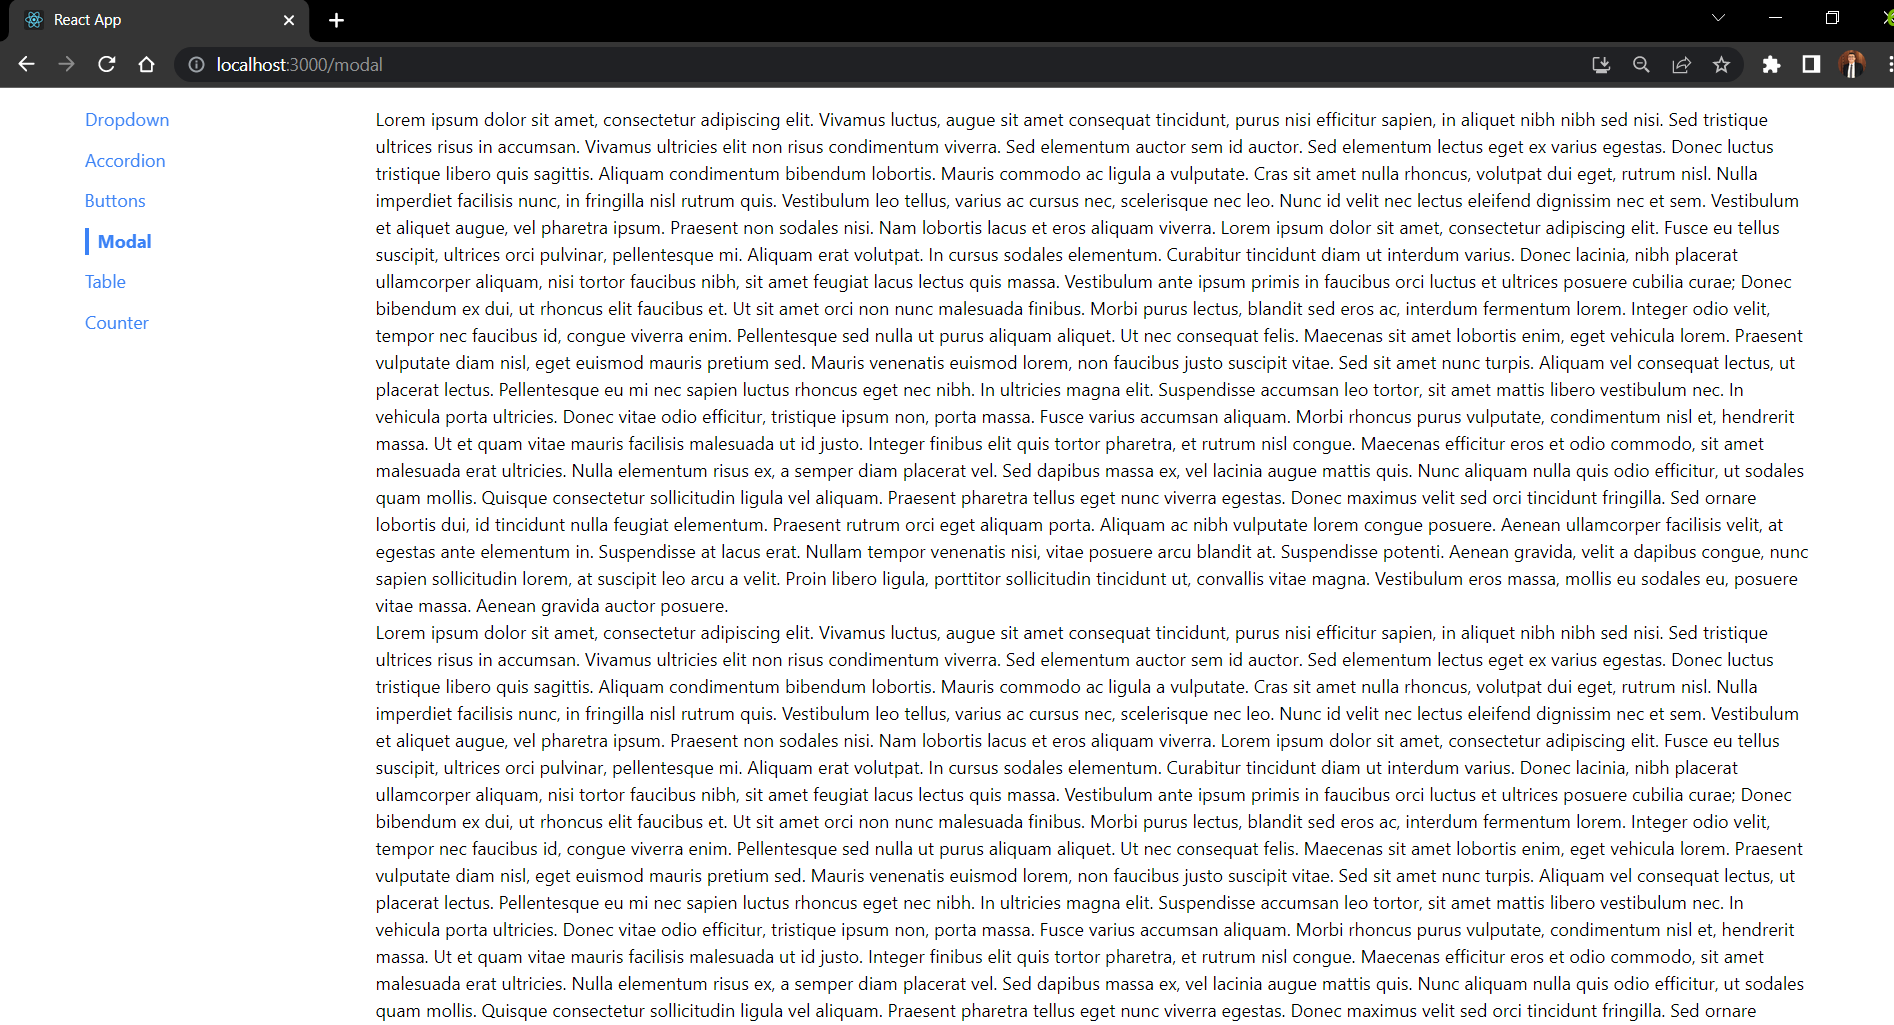 React App
localhost:3000/modal
Dropdown
Accordion
Buttons
Modal
Table
Counter
Lorem ipsum dolor sit amet, consectetur adipiscing elit. Vivamus luctus, augue sit amet consequat tincidunt, purus nisi efficitur sapien, in aliquet nibh nibh sed nisi. Sed tristique
ultrices risus in accumsan. Vivamus ultricies elit non risus condimentum viverra. Sed elementum auctor sem id auctor. Sed elementum lectus eget ex varius egestas. Donec luctus
tristique libero quis sagittis. Aliquam condimentum bibendum lobortis. Mauris commodo ac ligula a vulputate. Cras sit amet nulla rhoncus, volutpat dui eget, rutrum nisl. Nulla
imperdiet facilisis nunc, in fringilla nisl rutrum quis. Vestibulum leo tellus, varius ac cursus nec, scelerisque nec leo. Nunc id velit nec lectus eleifend dignissim nec et sem. Vestibulum
et aliquet augue, vel pharetra ipsum. Praesent non sodales nisi. Nam lobortis lacus et eros aliquam viverra. Lorem ipsum dolor sit amet, consectetur adipiscing elit. Fusce eu tellus
suscipit, ultrices orci pulvinar, pellentesque mi. Aliquam erat volutpat. In cursus sodales elementum. Curabitur tincidunt diam ut interdum varius. Donec lacinia, nibh placerat
ullamcorper aliquam, nisi tortor faucibus nibh, sit amet feugiat lacus lectus quis massa. Vestibulum ante ipsum primis in faucibus orci luctus et ultrices posuere cubilia curae; Donec
bibendum ex dui, ut rhoncus elit faucibus et. Ut sit amet orci non nunc malesuada finibus. Morbi purus lectus, blandit sed eros ac, interdum fermentum lorem. Integer odio velit,
tempor nec faucibus id, congue viverra enim. Pellentesque sed nulla ut purus aliquam aliquet. Ut nec consequat felis. Maecenas sit amet lobortis enim, eget vehicula lorem. Praesent
vulputate diam nisl, eget euismod mauris pretium sed. Mauris venenatis euismod lorem, non faucibus justo suscipit vitae. Sed sit amet nunc turpis. Aliquam vel consequat lectus, ut
placerat lectus. Pellentesque eu mi nec sapien luctus rhoncus eget nec nibh. In ultricies magna elit. Suspendisse accumsan leo tortor, sit amet mattis libero vestibulum nec. In
vehicula porta ultricies. Donec vitae odio efficitur, tristique ipsum non, porta massa. Fusce varius accumsan aliquam. Morbi rhoncus purus vulputate, condimentum nisl et, hendrerit
massa. Ut et quam vitae mauris facilisis malesuada ut id justo. Integer finibus elit quis tortor pharetra, et rutrum nisl congue. Maecenas efficitur eros et odio commodo, sit amet
malesuada erat ultricies. Nulla elementum risus ex, a semper diam placerat vel. Sed dapibus massa ex, vel lacinia augue mattis quis. Nunc aliquam nulla quis odio efficitur, ut sodales
quam mollis. Quisque consectetur sollicitudin ligula vel aliquam. Praesent pharetra tellus eget nunc viverra egestas. Donec maximus velit sed orci tincidunt fringilla. Sed ornare
lobortis dui, id tincidunt nulla feugiat elementum. Praesent rutrum orci eget aliquam porta. Aliquam ac nibh vulputate lorem congue posuere. Aenean ullamcorper facilisis velit, at
egestas ante elementum in. Suspendisse at lacus erat. Nullam tempor venenatis nisi, vitae posuere arcu blandit at. Suspendisse potenti. Aenean gravida, velit a dapibus congue, nunc
sapien sollicitudin lorem, at suscipit leo arcu a velit. Proin libero ligula, porttitor sollicitudin tincidunt ut, convallis vitae magna. Vestibulum eros massa, mollis eu sodales eu, posuere
vitae massa. Aenean gravida auctor posuere.
Lorem ipsum dolor sit amet, consectetur adipiscing elit. Vivamus luctus, augue sit amet consequat tincidunt, purus nisi efficitur sapien, in aliquet nibh nibh sed nisi. Sed tristique
ultrices risus in accumsan. Vivamus ultricies elit non risus condimentum viverra. Sed elementum auctor sem id auctor. Sed elementum lectus eget ex varius egestas. Donec luctus
tristique libero quis sagittis. Aliquam condimentum bibendum lobortis. Mauris commodo ac ligula a vulputate. Cras sit amet nulla rhoncus, volutpat dui eget, rutrum nisl. Nulla
imperdiet facilisis nunc, in fringilla nisl rutrum quis. Vestibulum leo tellus, varius ac cursus nec, scelerisque nec leo. Nunc id velit nec lectus eleifend dignissim nec et sem. Vestibulum
et aliquet augue, vel pharetra ipsum. Praesent non sodales nisi. Nam lobortis lacus et eros aliquam viverra. Lorem ipsum dolor sit amet, consectetur adipiscing elit. Fusce eu tellus
suscipit, ultrices orci pulvinar, pellentesque mi. Aliquam erat volutpat. In cursus sodales elementum. Curabitur tincidunt diam ut interdum varius. Donec lacinia, nibh placerat
ullamcorper aliquam, nisi tortor faucibus nibh, sit amet feugiat lacus lectus quis massa. Vestibulum ante ipsum primis in faucibus orci luctus et ultrices posuere cubilia curae; Donec
bibendum ex dui, ut rhoncus elit faucibus et. Ut sit amet orci non nunc malesuada finibus. Morbi purus lectus, blandit sed eros ac, interdum fermentum lorem. Integer odio velit,
tempor nec faucibus id, congue viverra enim. Pellentesque sed nulla ut purus aliquam aliquet. Ut nec consequat felis. Maecenas sit amet lobortis enim, eget vehicula lorem. Praesent
vulputate diam nisl, eget euismod mauris pretium sed. Mauris venenatis euismod lorem, non faucibus justo suscipit vitae. Sed sit amet nunc turpis. Aliquam vel consequat lectus, ut
placerat lectus. Pellentesque eu mi nec sapien luctus rhoncus eget nec nibh. In ultricies magna elit. Suspendisse accumsan leo tortor, sit amet mattis libero vestibulum nec. In
vehicula porta ultricies. Donec vitae odio efficitur, tristique ipsum non, porta massa. Fusce varius accumsan aliquam. Morbi rhoncus purus vulputate, condimentum nisl et, hendrerit
massa. Ut et quam vitae mauris facilisis malesuada ut id justo. Integer finibus elit quis tortor pharetra, et rutrum nisl congue. Maecenas efficitur eros et odio commodo, sit amet
malesuada erat ultricies. Nulla elementum risus ex, a semper diam placerat vel. Sed dapibus massa ex, vel lacinia augue mattis quis. Nunc aliquam nulla quis odio efficitur, ut sodales
quam mollis. Quisque consectetur sollicitudin ligula vel aliquam. Praesent pharetra tellus eget nunc viverra egestas. Donec maximus velit sed orci tincidunt fringilla. Sed ornare